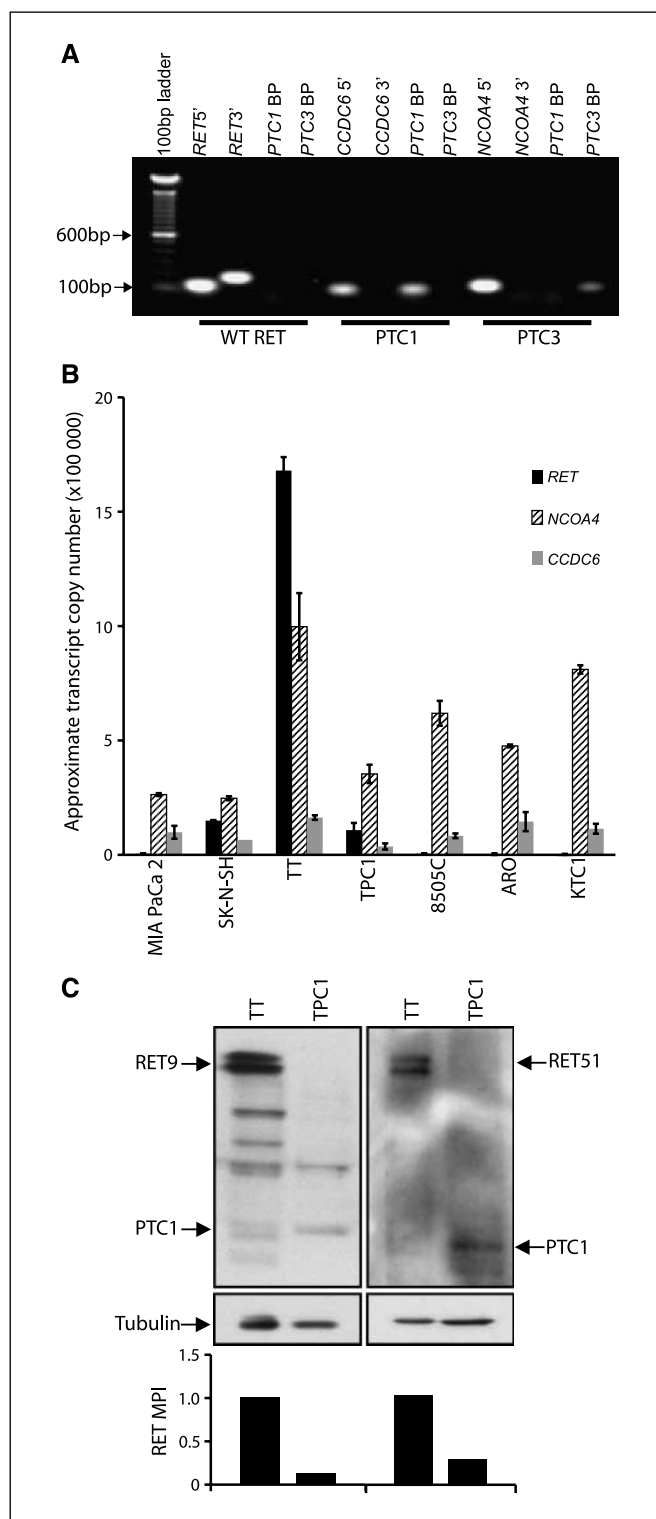 A
100bp ladder
RET5’
RET3’
PTC1 BP
PTC3 BP
CCDC6 5’
CCDC6 3’
PTC1 BP
PTC3 BP
NCOA4 5’
NCOA4 3’
PTC1 BP
PTC3 BP
600bp
100bp
WT RET
PTC1
PTC3
B
Approximate transcript copy number (x100 000)
20
15
10
5
0
RET
NCOA4
CCDC6
MIA PaCa 2
SK-N-SH
TT
TPC1
8505C
ARO
KTC1
C
TT
TPC1
TT
TPC1
RET9
RET51
PTC1
PTC1
Tubulin
RET MPI
1.5
1.0
0.5
0